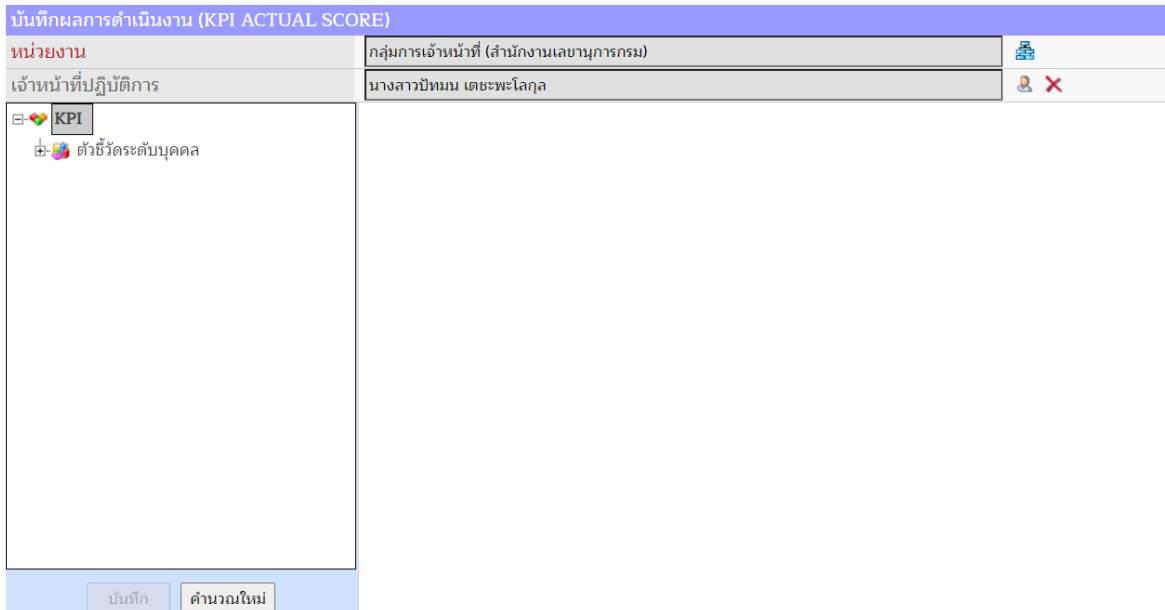 บันทึกผลการดำเนินงาน (KPI ACTUAL SCORE)
หน่วยงาน กลุ่มการเจ้าหน้าที่ (สำนักงานเลขานุการกรม)
เจ้าหน้าที่ปฏิบัติการ นางสาวปัทมน เตชะพะโลกุล
KPI
ตัวชี้วัดระดับบุคคล
บันทึก คำนวณใหม่